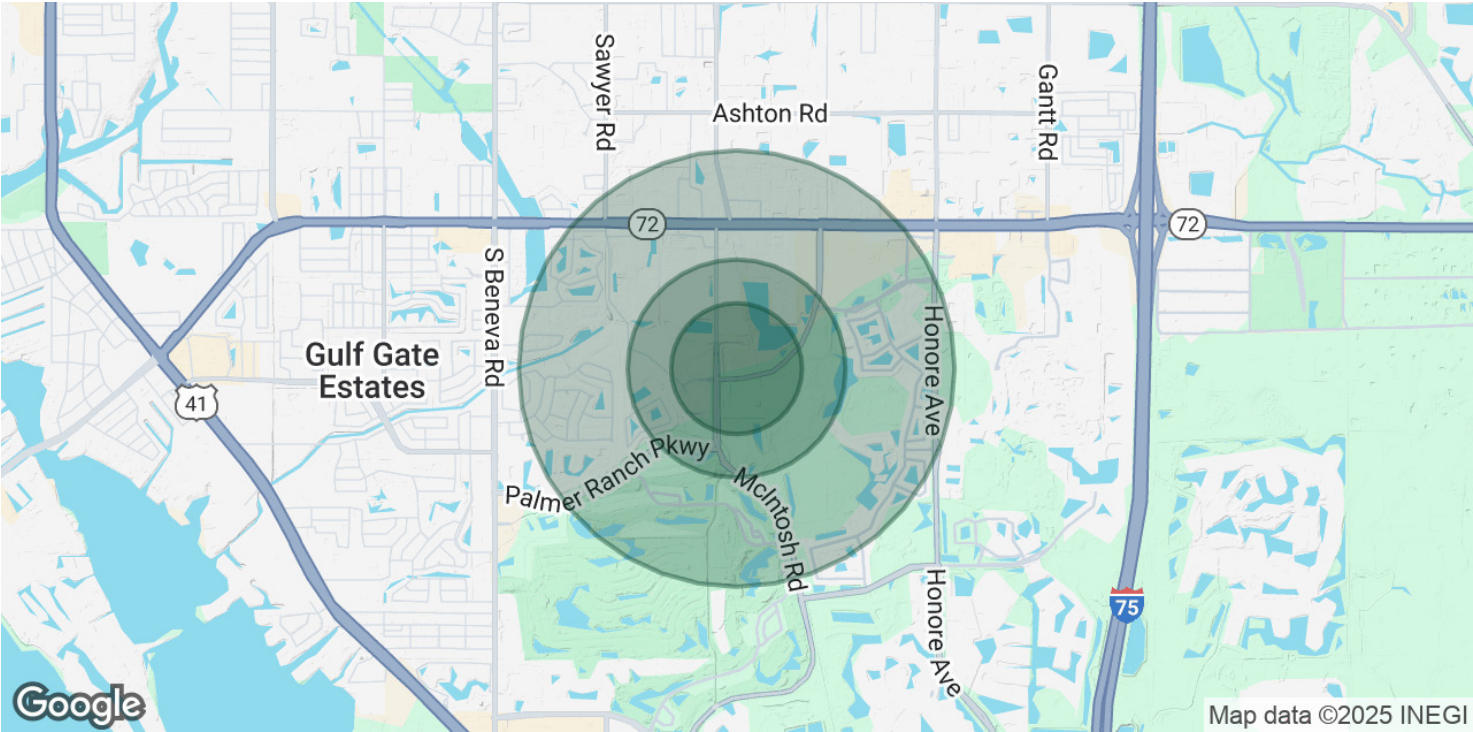 Sawyer Rd
Ashton Rd
Gantt Rd
72
72
S Beneva Rd
Honore Ave
Gulf Gate
Estates
41
Palmer Ranch Pkwy
McIntosh Rd
Honore Ave
75
Google
Map data ©2025 INEGI